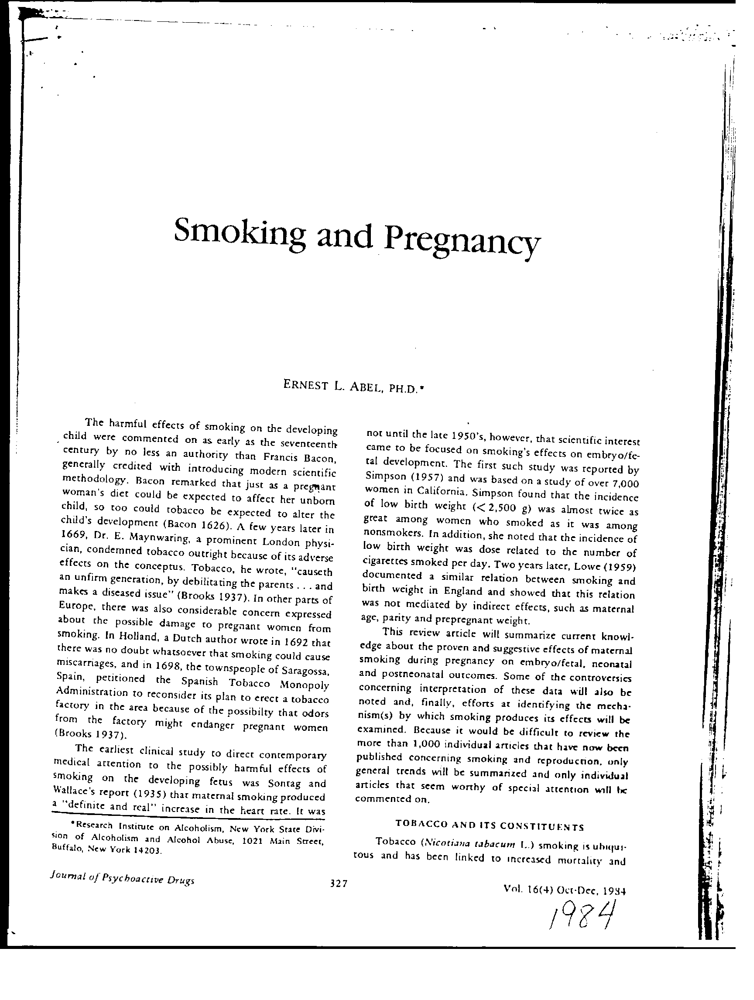 Smoking and Pregnancy
ERNEST L. ABEL, PH.D.*
The harmful effects of smoking on the developing
child were commented on as early as the seventeenth
century by no less an authority than Francis Bacon,
generally credited with introducing modern scientific
methodology. Bacon remarked that just as a pregnant
woman's diet could be expected to affect her unborn
child, so too could tobacco be expected to alter the
child's development (Bacon 1626). A few years later in
1669, Dr. E. Maynwaring, a prominent London physi-
cian, condemned tobacco outright because of its adverse
effects on the conceptus. Tobacco, he wrote, "causeth
an unfirm generation, by debilitating the parents . . . and
makes a diseased issue" (Brooks 1937). In other parts of
Europe, there was also considerable concern expressed
about the possible damage to pregnant women from
smoking. In Holland, a Dutch author wrote in 1692 that
there was no doubt whatsoever that smoking could cause
miscarriages, and in 1698, the townspeople of Saragossa,
Spain, petitioned the Spanish Tobacco Monopoly
Administration to reconsider its plan to erect a tobacco
factory in the area because of the possibilty that odors
from the factory might endanger pregnant women
(Brooks 1937).
The earliest clinical study to direct contemporary
medical attention to the possibly harmful effects of
smoking on the developing fetus was Sontag and
Wallace's report (1935) that maternal smoking produced
a "definite and real" increase in the heart rate. It was
*Research Institute on Alcoholism, New York State Divi-
sion of Alcoholism and Alcohol Abuse, 1021 Main Street,
Buffalo, New York 14203.
not until the late 1950's, however, that scientific interest
came to be focused on smoking's effects on embryo/fe-
tal development. The first such study was reported by
Simpson (1957) and was based on a study of over 7,000
women in California. Simpson found that the incidence
of low birth weight (< 2,500 g) was almost twice as
great among women who smoked as it was among
nonsmokers. In addition, she noted that the incidence of
low birth weight was dose related to the number of
cigarettes smoked per day. Two years later, Lowe (1959)
documented a similar relation between smoking and
birth weight in England and showed that this relation
was not mediated by indirect effects, such as maternal
age, parity and prepregnant weight.
This review article will summarize current knowl-
edge about the proven and suggestive effects of maternal
smoking during pregnancy on embryo/fetal, neonatal
and postneonatal outcomes. Some of the controversies
concerning interpretation of these data will also be
noted and, finally, efforts at identifying the mecha-
nism(s) by which smoking produces its effects will be
examined. Because it would be difficult to review the
more than 1,000 individual articles that have now been
published concerning smoking and reproduction, only
general trends will be summarized and only individual
articles that seem worthy of special attention will be
commented on.
TOBACCO AND ITS CONSTITUENTS
Tobacco (Nicotiana tabacum L.) smoking is ubiqui-
tous and has been linked to increased mortality and
Journal of Psychoactive Drugs
327
Vol. 16(4) Oct-Dec, 1984
1984